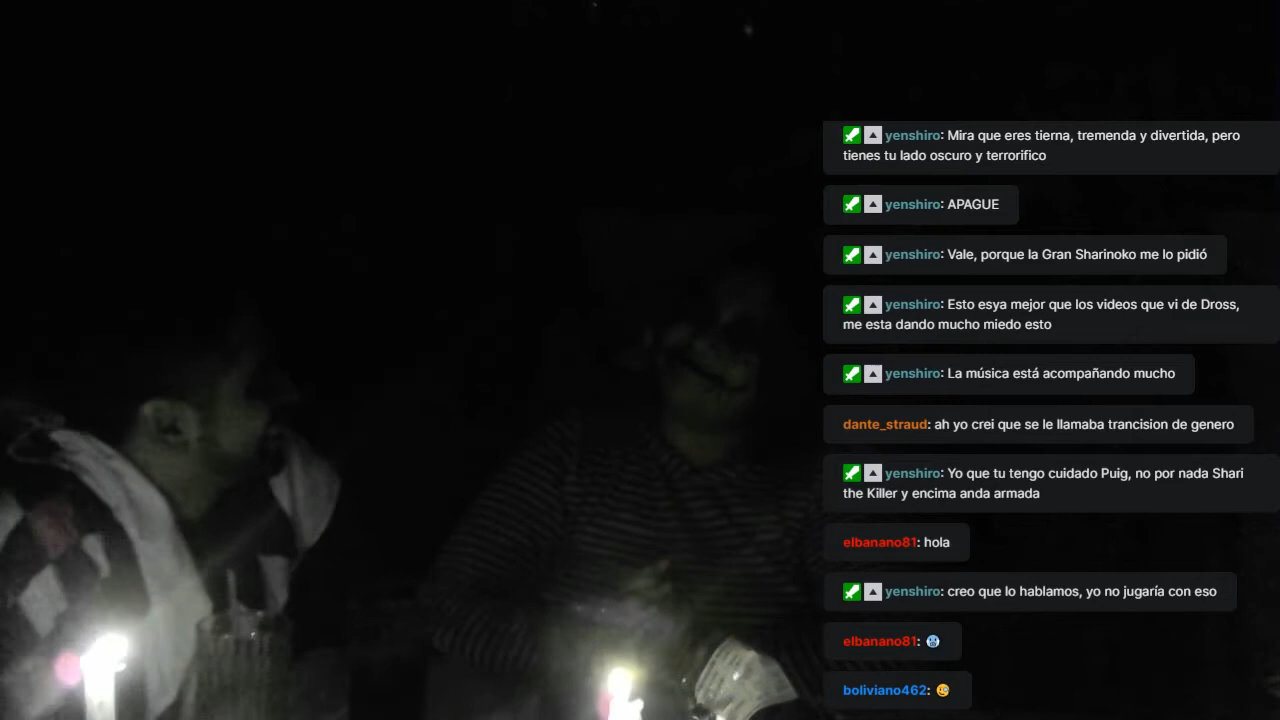 yenshiro: Mira que eres tierna, tremenda y divertida, pero
tienes tu lado oscuro y terrorifico
yenshiro: APAGUE
yenshiro: Vale, porque la Gran Sharinoko me lo pidió
yenshiro: Esto esya mejor que los videos que vi de Dross,
me esta dando mucho miedo esto
yenshiro: La música está acompañando mucho
dante_straud: ah yo crei que se le llamaba trancision de genero
yenshiro: Yo que tu tengo cuidado Puig, no por nada Shari
the Killer y encima anda armada
elbanano81: hola
yenshiro: creo que lo hablamos, yo no jugaría con eso
elbanano81: 🥶
boliviano462: 🧐